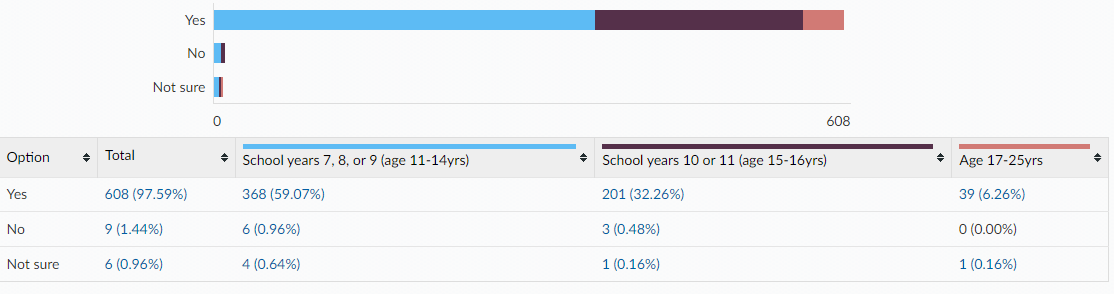 Yes
No
Not sure
0 608
Option Total School years 7, 8, or 9 (age 11-14yrs) School years 10 or 11 (age 15-16yrs) Age 17-25yrs
Yes 608 (97.59%) 368 (59.07%) 201 (32.26%) 39 (6.26%)
No 9 (1.44%) 6 (0.96%) 3 (0.48%) 0 (0.00%)
Not sure 6 (0.96%) 4 (0.64%) 1 (0.16%) 1 (0.16%)